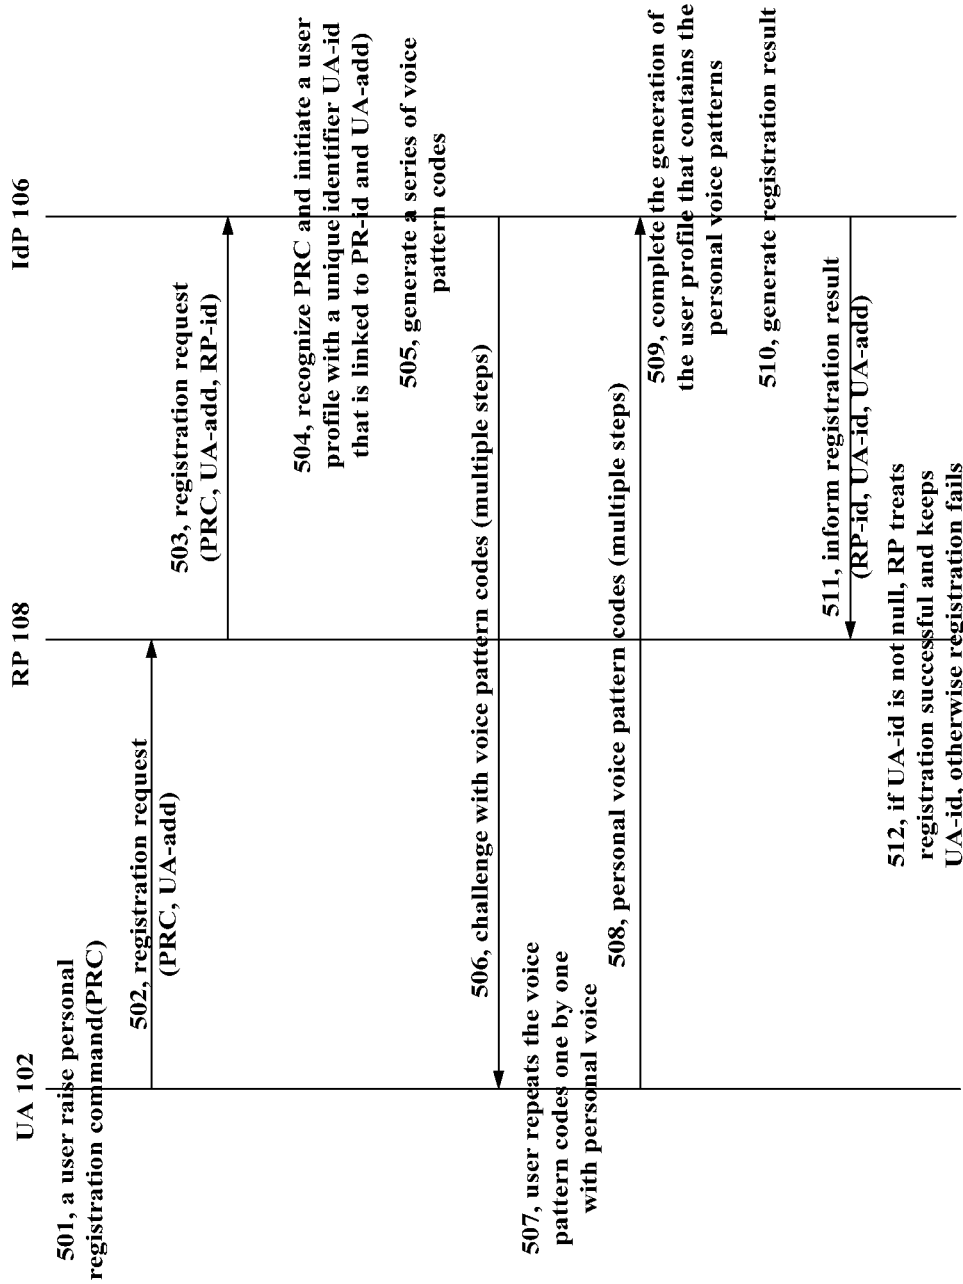 UA 102
RP 108
IdP 106
501, a user raise personal
registration command(PRC)
502, registration request
(PRC, UA-add)
503, registration request
(PRC, UA-add, RP-id)
504, recognize PRC and initiate a user
profile with a unique identifier UA-id
that is linked to PR-id and UA-add)
505, generate a series of voice
pattern codes
506, challenge with voice pattern codes (multiple steps)
507, user repeats the voice
pattern codes one by one
with personal voice
508, personal voice pattern codes (multiple steps)
509, complete the generation of
the user profile that contains the
personal voice patterns
510, generate registration result
511, inform registration result
(RP-id, UA-id, UA-add)
512, if UA-id is not null, RP treats
registration successful and keeps
UA-id, otherwise registration fails